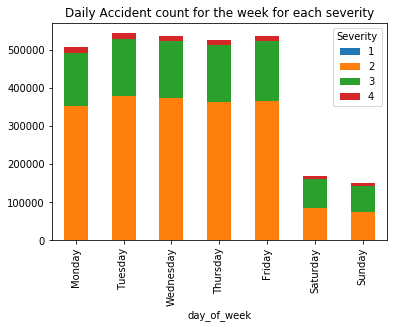 Daily Accident count for the week for each severity
Severity
1
2
3
4
500000
400000
300000
200000
100000
0
Monday
Tuesday
Wednesday
Thursday
Friday
Saturday
Sunday
day_of_week